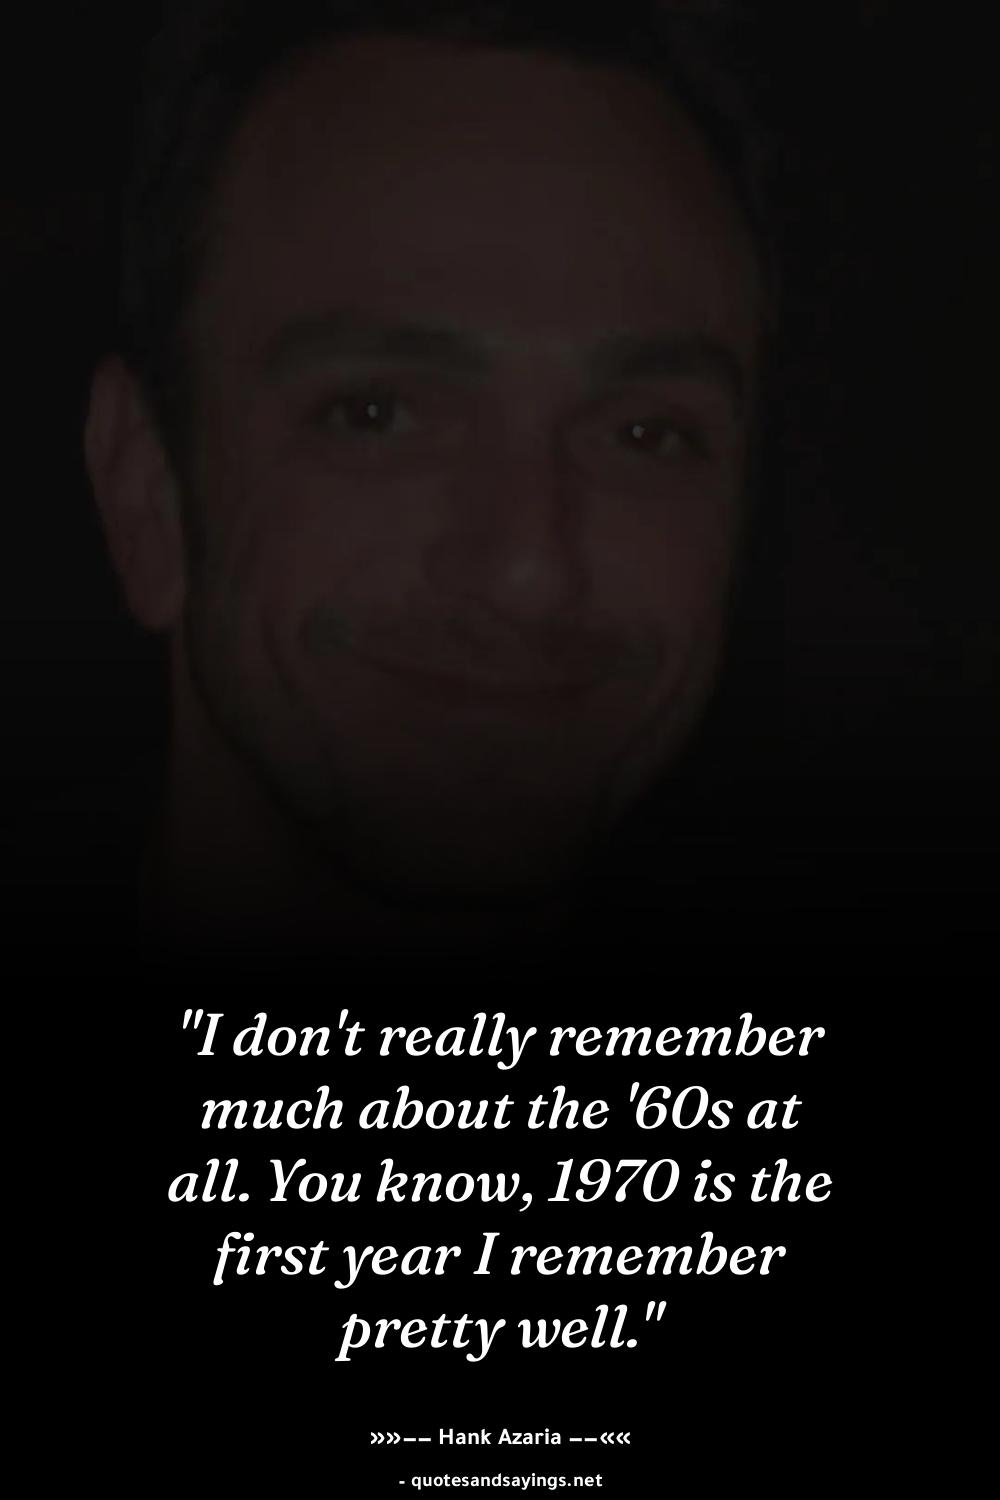 "I don't really remember
much about the '60s at
all. You know, 1970 is the
first year I remember
pretty well."
»»–– Hank Azaria ––««
- quotesandsayings.net